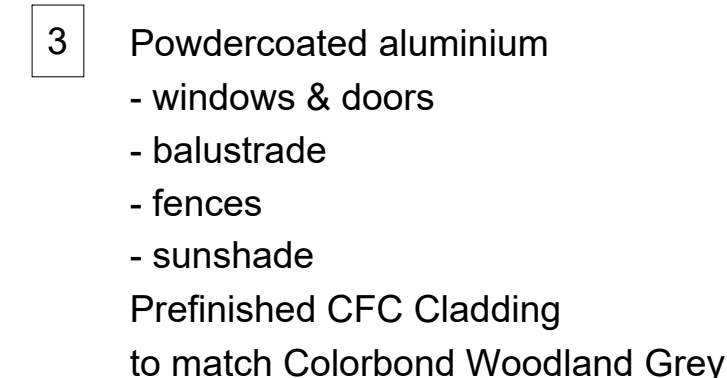 3 Powdercoated aluminium
- windows & doors
- balustrade
- fences
- sunshade
Prefinished CFC Cladding
to match Colorbond Woodland Grey